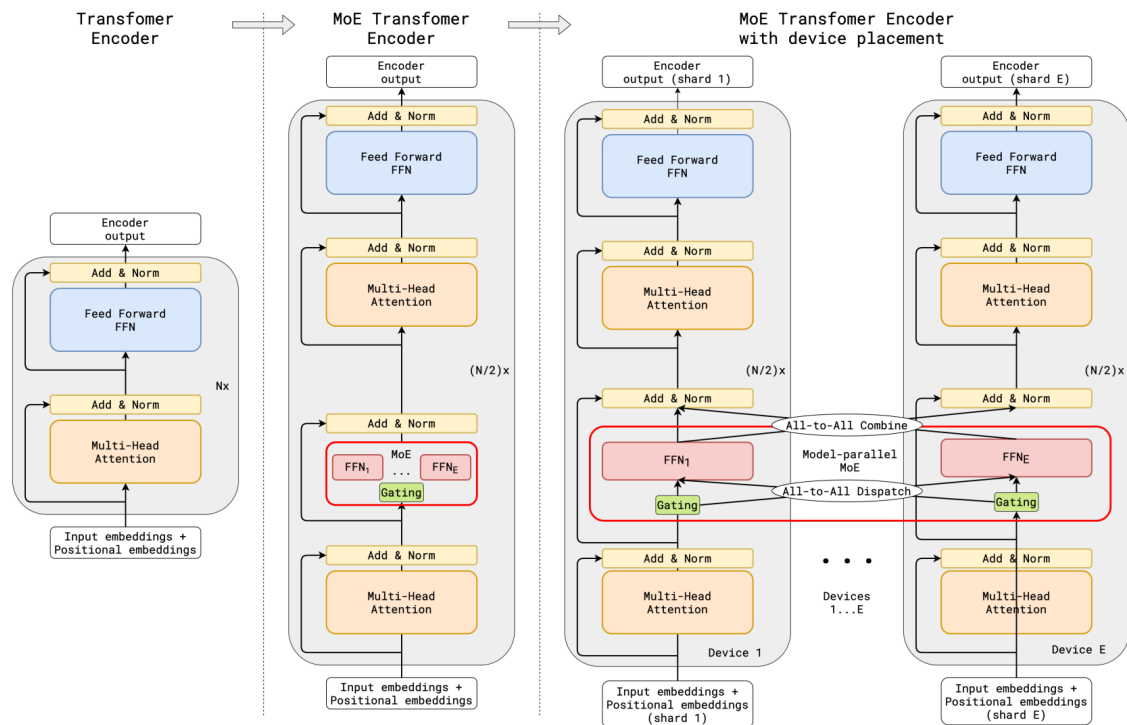 Transfomer
Encoder
Encoder
output
Add & Norm
Feed Forward
FFN
Nx
Add & Norm
Multi-Head
Attention
Input embeddings +
Positional embeddings
MoE Transfomer
Encoder
Encoder
output
Add & Norm
Feed Forward
FFN
Add & Norm
Multi-Head
Attention
(N/2)x
Add & Norm
MoE
FFN1 ... FFNE
Gating
Add & Norm
Multi-Head
Attention
Input embeddings +
Positional embeddings
MoE Transfomer Encoder
with device placement
Encoder
output (shard 1)
Add & Norm
Feed Forward
FFN
Add & Norm
Multi-Head
Attention
(N/2)x
Add & Norm
FFN1
Gating
Add & Norm
Multi-Head
Attention
Device 1
Input embeddings +
Positional embeddings
(shard 1)
All-to-All Combine
Model-parallel
MoE
All-to-All Dispatch
Devices
1...E
Encoder
output (shard E)
Add & Norm
Feed Forward
FFN
Add & Norm
Multi-Head
Attention
(N/2)x
Add & Norm
FFNE
Gating
Add & Norm
Multi-Head
Attention
Device E
Input embeddings +
Positional embeddings
(shard E)